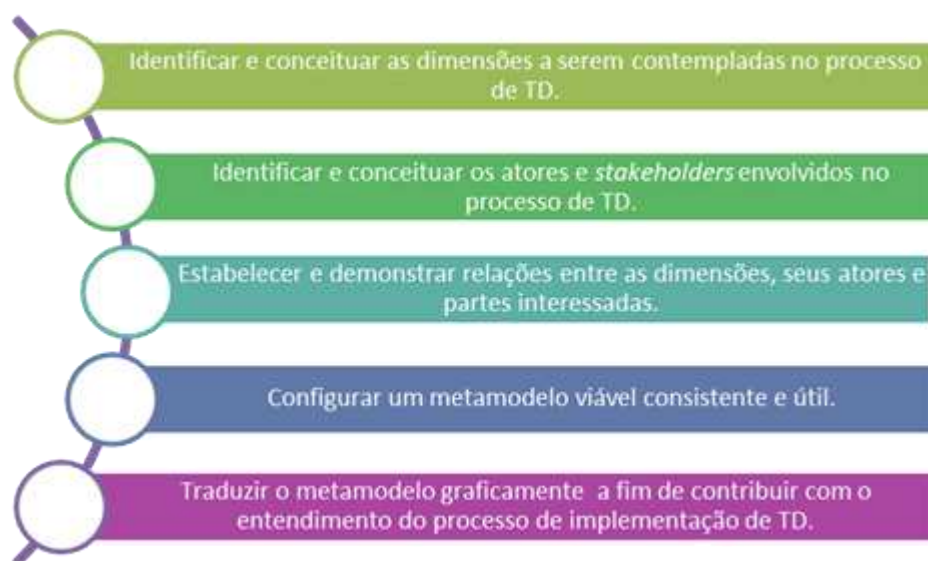 Identificar e conceituar as dimensões a serem contempladas no processo
de TD.
Identificar e conceituar os atores e stakeholders envolvidos no
processo de TD.
Estabelecer e demonstrar relações entre as dimensões, seus atores e
partes interessadas.
Configurar um metamodelo viável consistente e útil.
Traduzir o metamodelo graficamente a fim de contribuir com o
entendimento do processo de implementação de TD.